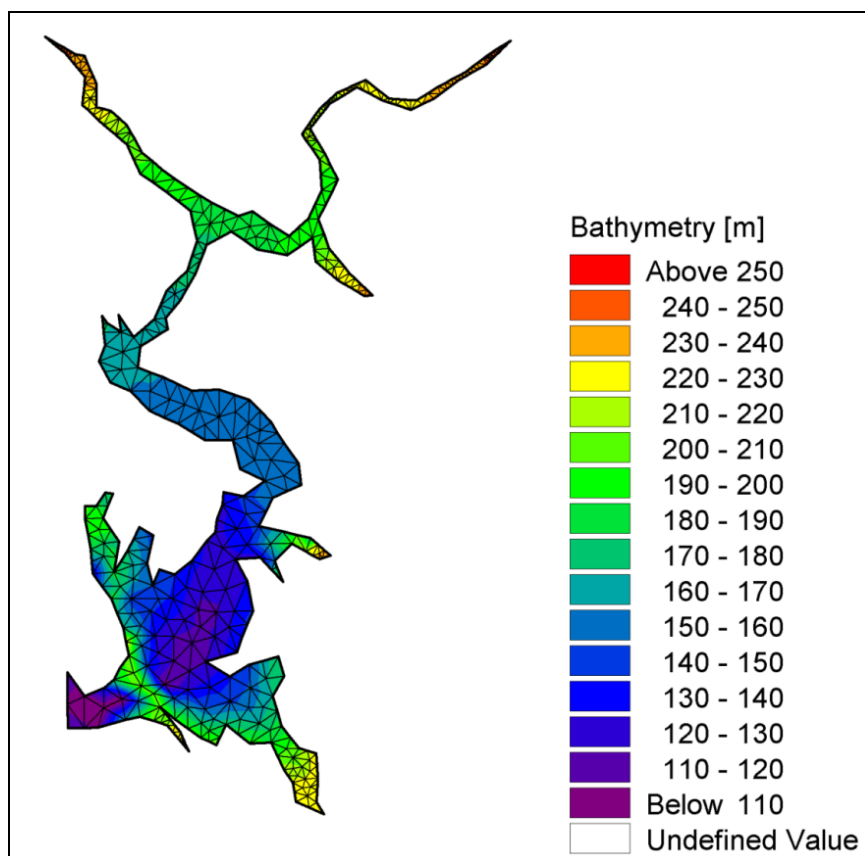 Bathymetry [m]
Above 250
240 - 250
230 - 240
220 - 230
210 - 220
200 - 210
190 - 200
180 - 190
170 - 180
160 - 170
150 - 160
140 - 150
130 - 140
120 - 130
110 - 120
Below 110
Undefined Value